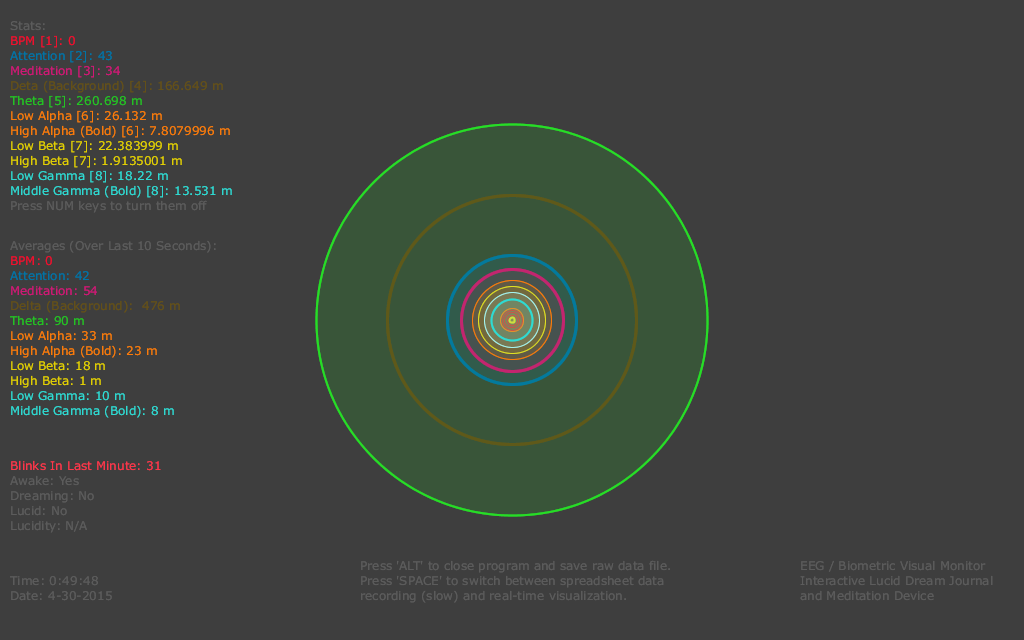 Stats:
BPM [1]: 0
Attention [2]: 43
Meditation [3]: 34
Deta (Background) [4]: 166.649 m
Theta [5]: 260.698 m
Low Alpha [6]: 26.132 m
High Alpha (Bold) [6]: 7.8079996 m
Low Beta [7]: 22.383999 m
High Beta [7]: 1.9135001 m
Low Gamma [8]: 18.22 m
Middle Gamma (Bold) [8]: 13.531 m
Press NUM keys to turn them off
Averages (Over Last 10 Seconds):
BPM: 0
Attention: 42
Meditation: 54
Delta (Background): 476 m
Theta: 90 m
Low Alpha: 33 m
High Alpha (Bold): 23 m
Low Beta: 18 m
High Beta: 1 m
Low Gamma: 10 m
Middle Gamma (Bold): 8 m
Blinks In Last Minute: 31
Awake: Yes
Dreaming: No
Lucid: No
Lucidity: N/A
Time: 0:49:48
Date: 4-30-2015
Press 'ALT' to close program and save raw data file.
Press 'SPACE' to switch between spreadsheet data
recording (slow) and real-time visualization.
EEG / Biometric Visual Monitor
Interactive Lucid Dream Journal
and Meditation Device